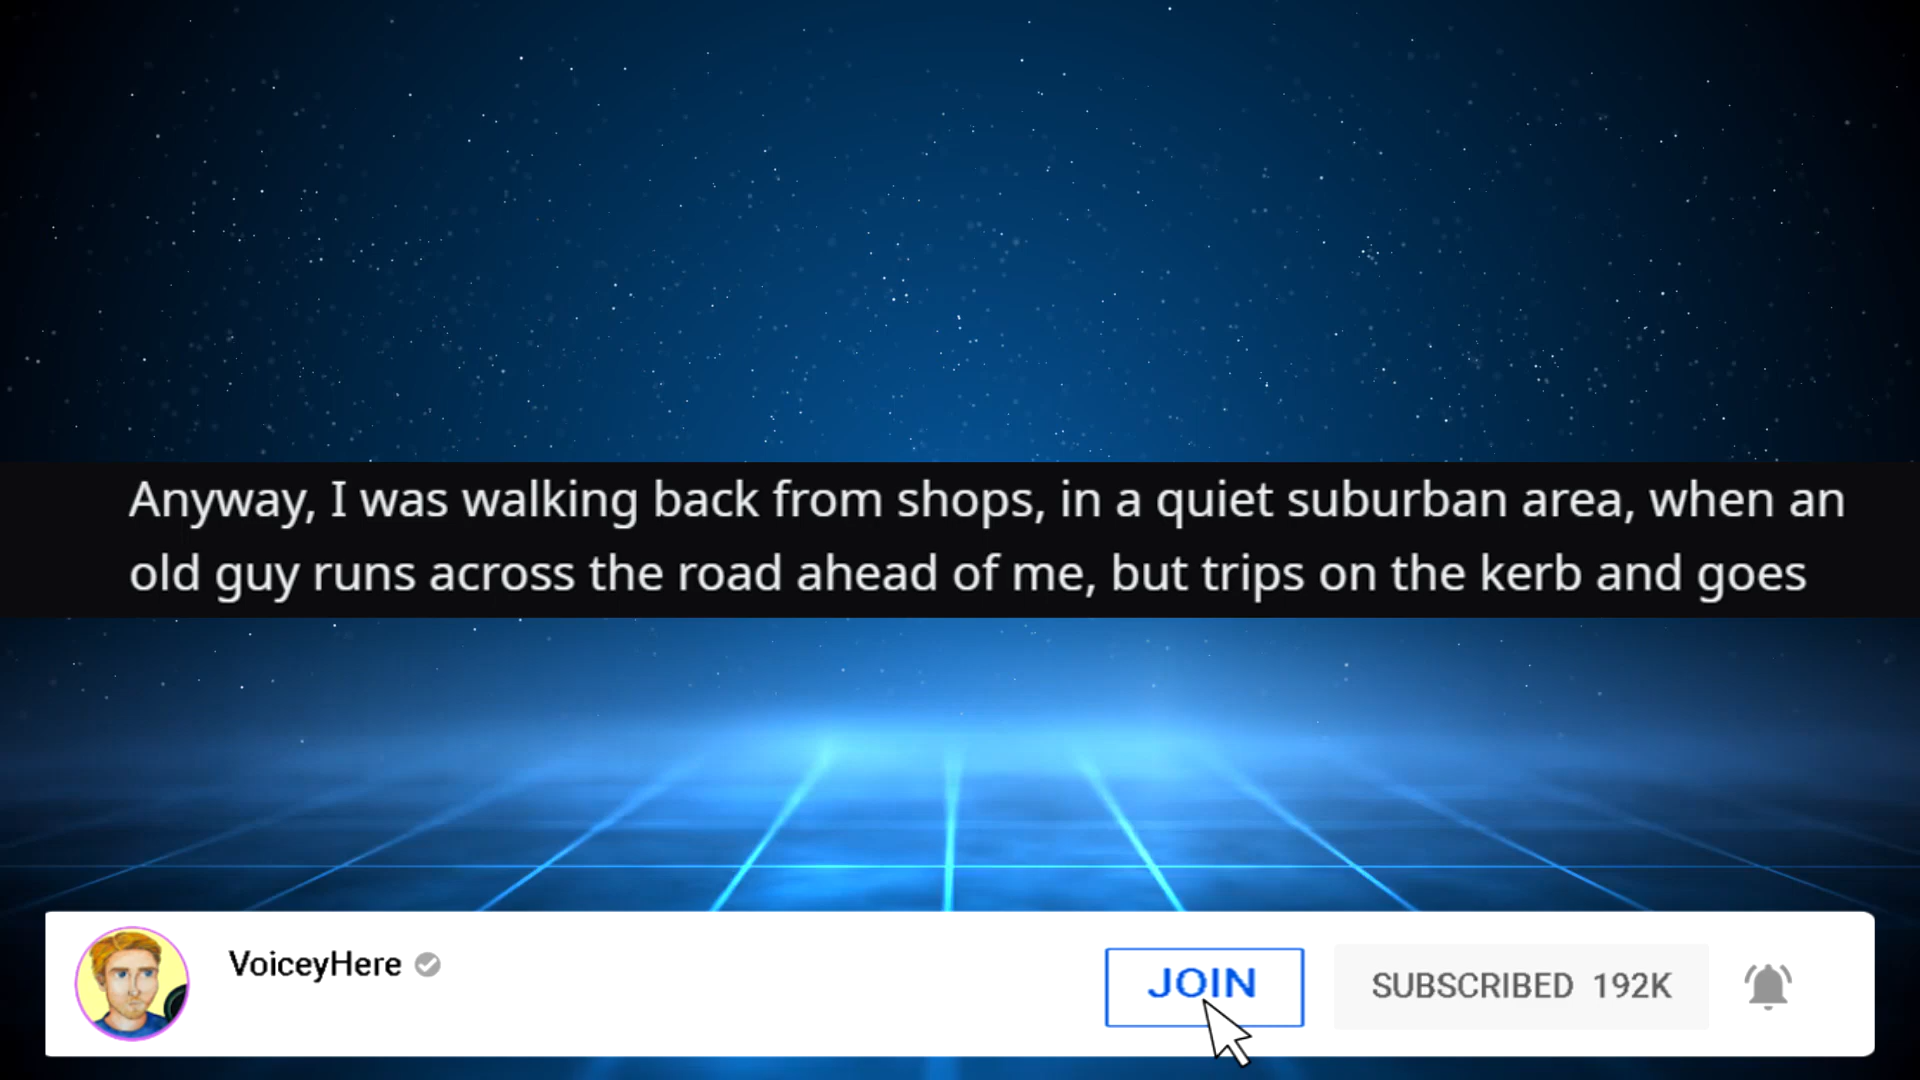 Anyway, I was walking back from shops, in a quiet suburban area, when an
old guy runs across the road ahead of me, but trips on the kerb and goes
VoiceyHere
JOIN
SUBSCRIBED 192K